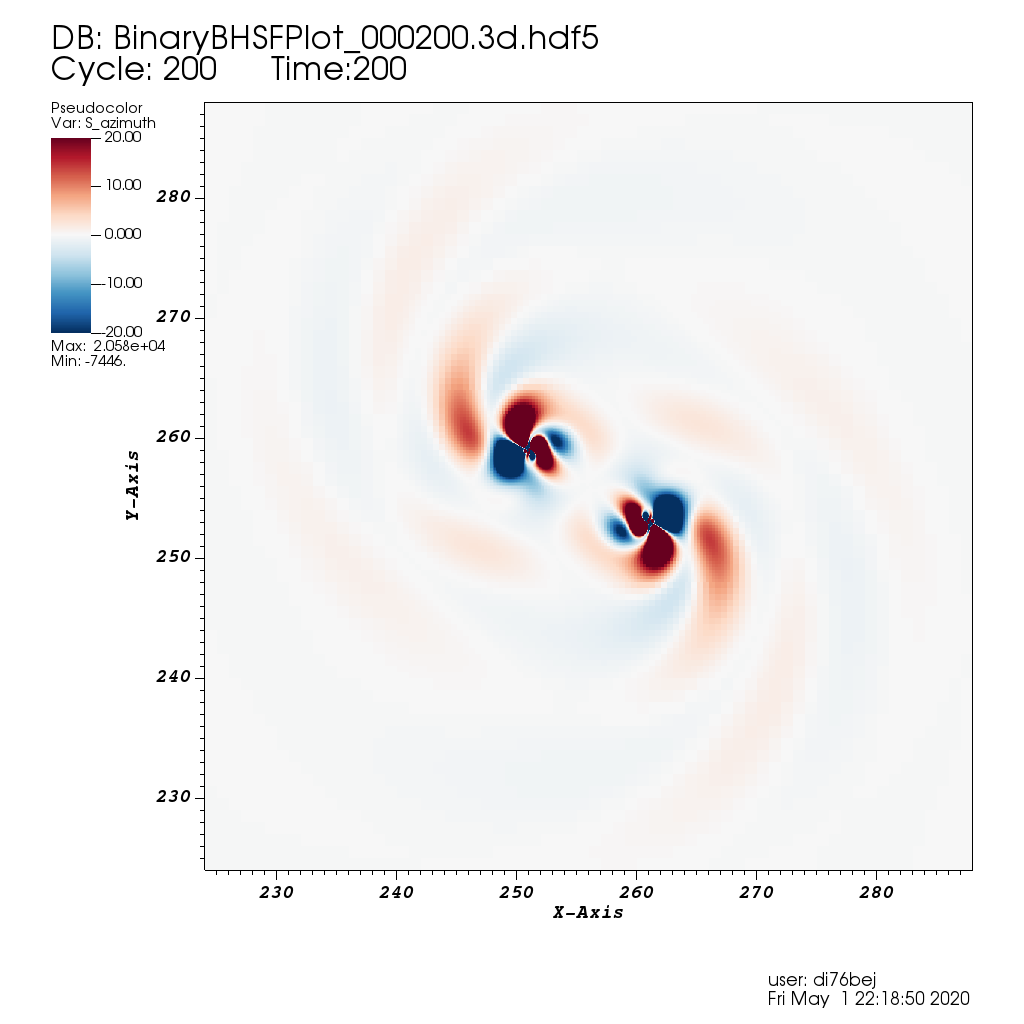 DB: BinaryBHSFPlot_000200.3d.hdf5
Cycle: 200 Time:200
Pseudocolor
Var: S_azimuth
20.00
10.00
0.000
-10.00
-20.00
Max: 2.058e+04
Min: -7446.
280
270
260
250
240
230
Y-Axis
230 240 250 260 270 280
X-Axis
user: di76bej
Fri May 1 22:18:50 2020